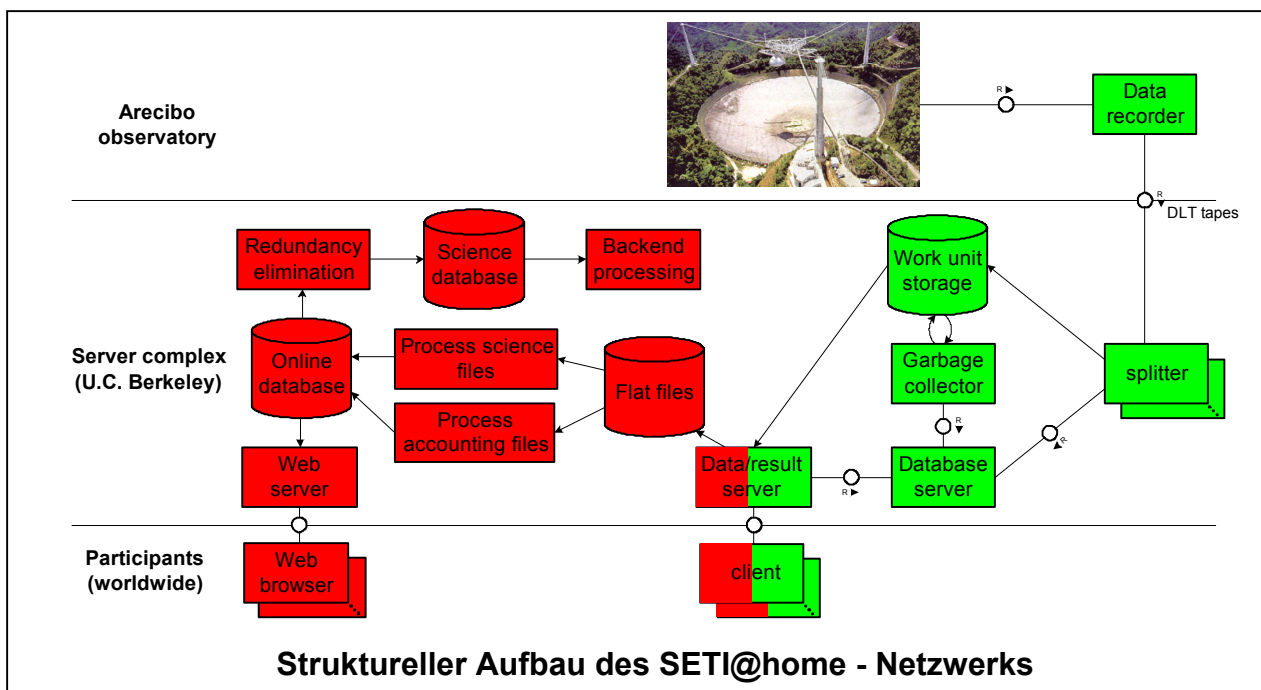 Arecibo
observatory
R ►
Data
recorder
R
▼
DLT tapes
Redundancy
elimination
Science
database
Backend
processing
Work unit
storage
Server complex
(U.C. Berkeley)
Online
database
Process science
files
Process
accounting files
Flat files
Garbage
collector
splitter
R
▼
R
Web
server
Data/result
server
R ►
Database
server
Participants
(worldwide)
Web
browser
client
Struktureller Aufbau des SETI@home - Netzwerks